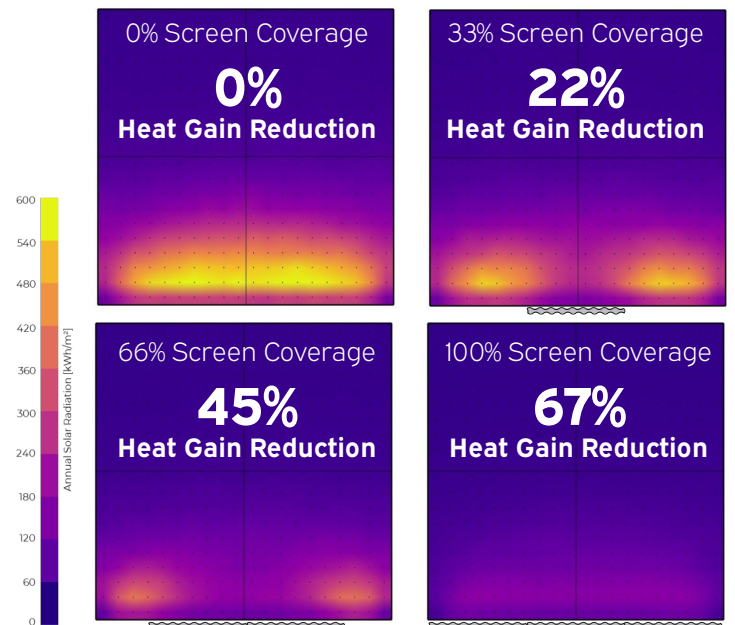 0% Screen Coverage
0%
Heat Gain Reduction
33% Screen Coverage
22%
Heat Gain Reduction
600
540
480
420
360
300
240
180
120
60
0
Annual Solar Radiation [kWh/m²]
66% Screen Coverage
45%
Heat Gain Reduction
100% Screen Coverage
67%
Heat Gain Reduction